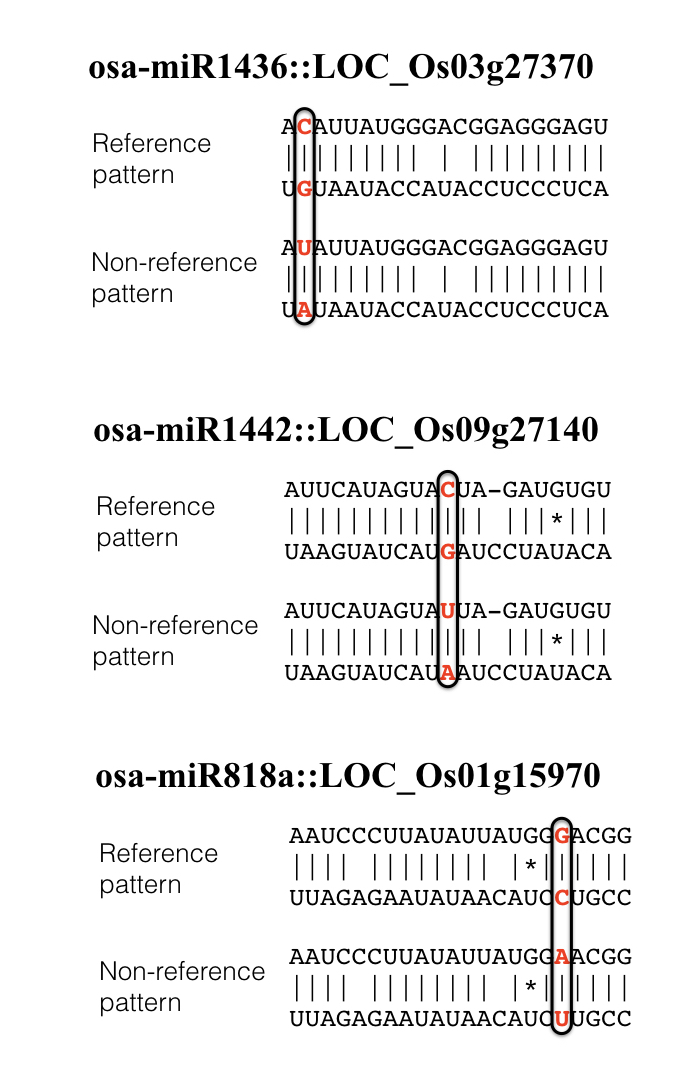 osa-miR1436::LOC_Os03g27370
Reference pattern
ACAUUAUGGGACGGAGGGAGU
||||||||| | |||||||||
UGUAAUACCAUACCUCCCUCA
Non-reference pattern
AUAUUAUGGGACGGAGGGAGU
||||||||| | |||||||||
UAUAAUACCAUACCUCCCUCA
osa-miR1442::LOC_Os09g27140
Reference pattern
AUUCAUAGUACUA-GAUGUGU
||||||||||||| |||*|||
UAAGUAUCAUGAUCCUAUACA
Non-reference pattern
AUUCAUAGUAUUA-GAUGUGU
||||||||||||| |||*|||
UAAGUAUCAUAAUCCUAUACA
osa-miR818a::LOC_Os01g15970
Reference pattern
AAUCCCUUAUAUUAUGGGACGG
|||| |||||||| |*||||||
UUAGAGAAUAUAACAUCCUGCC
Non-reference pattern
AAUCCCUUAUAUUAUGGAACGG
|||| |||||||| |*||||||
UUAGAGAAUAUAACAUCUUGCC